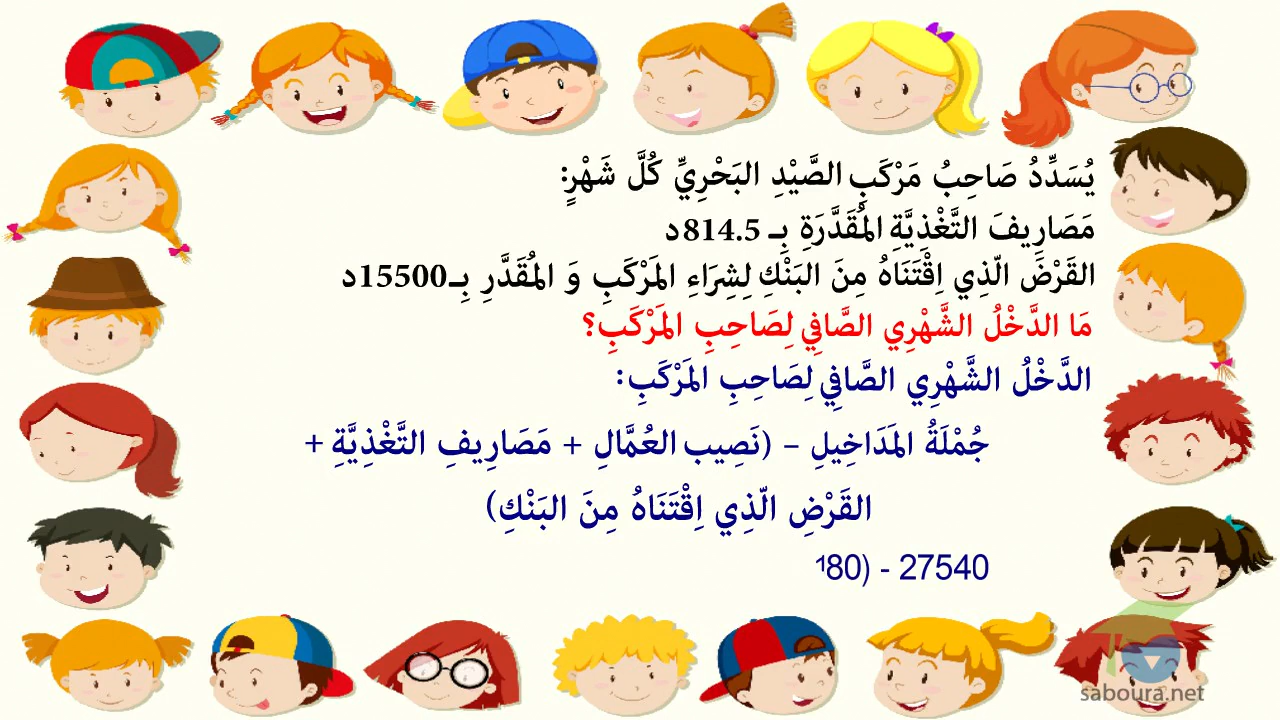 يُسَدِّدُ صَاحِبُ مَرْكَبِ الصَّيْدِ البَحْرِيِّ كُلَّ شَهْرٍ:
مَصَارِيفَ التَّغْذِيَّةِ المُقَدَّرَةِ بِـ 814.5د
القَرْضَ الّذِي اِقْتَنَاهُ مِنَ البَنْكِ لِشِرَاءِ المَرْكَبِ وَ المُقَدَّرِ بِـ15500د
مَا الدَّخْلُ الشَّهْرِي الصَّافِي لِصَاحِبِ المَرْكَبِ؟
الدَّخْلُ الشَّهْرِي الصَّافِي لِصَاحِبِ المَرْكَبِ:
جُمْلَةُ المَدَاخِيلِ – (نَصِيب العُمَّالِ + مَصَارِيفِ التَّغْذِيَّةِ +
القَرْضِ الّذِي اِقْتَنَاهُ مِنَ البَنْكِ)
27540 - (180
saboura.net